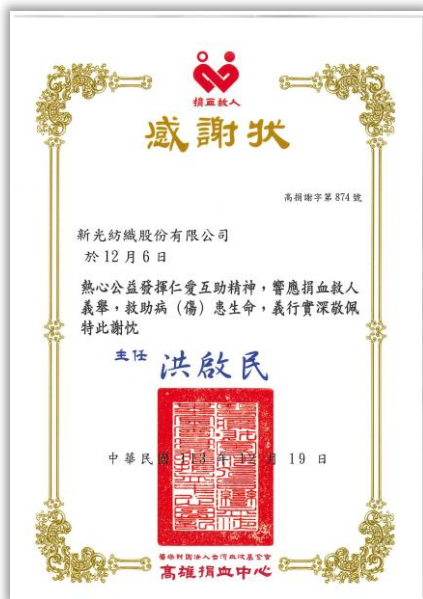 捐血救人
感謝狀
高捐謝字第874號
新光紡織股份有限公司
於12月6日
熱心公益發揮仁愛互助精神，響應捐血救人
義舉，救助病（傷）患生命，義行實深敬佩
特此謝忱
主任 洪啟民
中華民國113年12月19日
醫療財團法人台灣血液基金會
高雄捐血中心